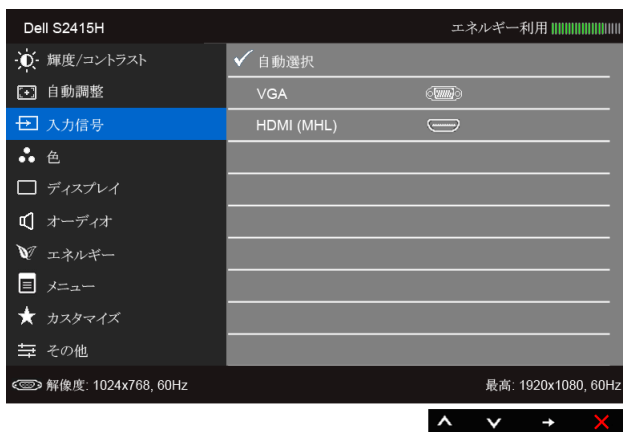 Dell S2415H
エネルギー利用
輝度/コントラスト
自動調整
入力信号
色
ディスプレイ
オーディオ
エネルギー
メニュー
カスタマイズ
その他
自動選択
VGA
HDMI (MHL)
解像度: 1024x768, 60Hz
最高: 1920x1080, 60Hz